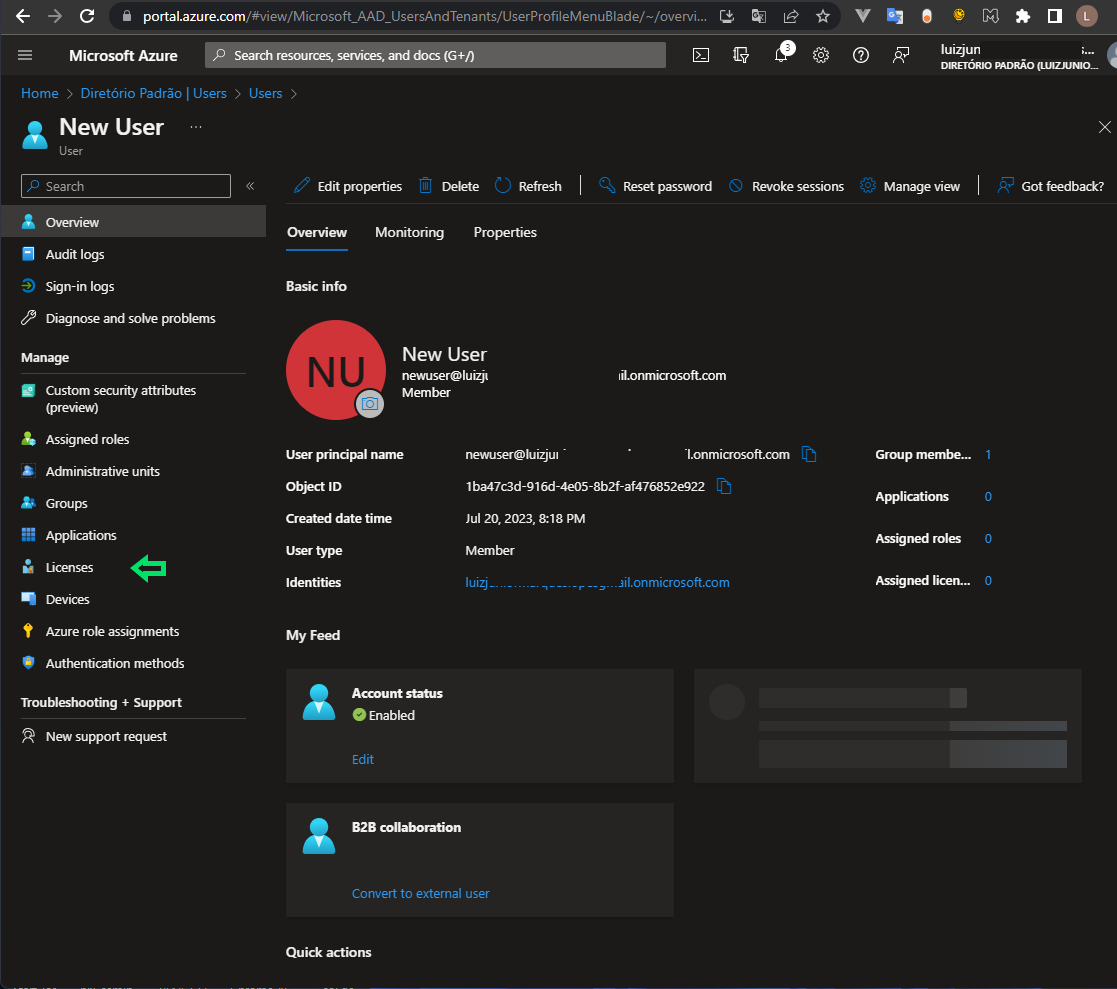 portal.azure.com/#view/Microsoft_AAD_UsersAndTenants/UserProfileMenuBlade/~/overvi...
L
Microsoft Azure
Search resources, services, and docs (G+/)
3
luizjun
DIRETÓRIO PADRÃO (LUIZJUNIO...
Home > Diretório Padrão | Users > Users >
New User ...
User
Search «
Edit properties Delete Refresh Reset password Revoke sessions Manage view Got feedback?
Overview
Audit logs
Sign-in logs
Diagnose and solve problems
Manage
Custom security attributes
(preview)
Assigned roles
Administrative units
Groups
Applications
Licenses
Devices
Azure role assignments
Authentication methods
Troubleshooting + Support
New support request
Overview Monitoring Properties
Basic info
NU
New User
newuser@luizju il.onmicrosoft.com
Member
User principal name newuser@luizju l.onmicrosoft.com
Object ID 1ba47c3d-916d-4e05-8b2f-af476852e922
Created date time Jul 20, 2023, 8:18 PM
User type Member
Identities ail.onmicrosoft.com
Group membe... 1
Applications 0
Assigned roles 0
Assigned licen... 0
My Feed
Account status
Enabled
Edit
B2B collaboration
Convert to external user
Quick actions